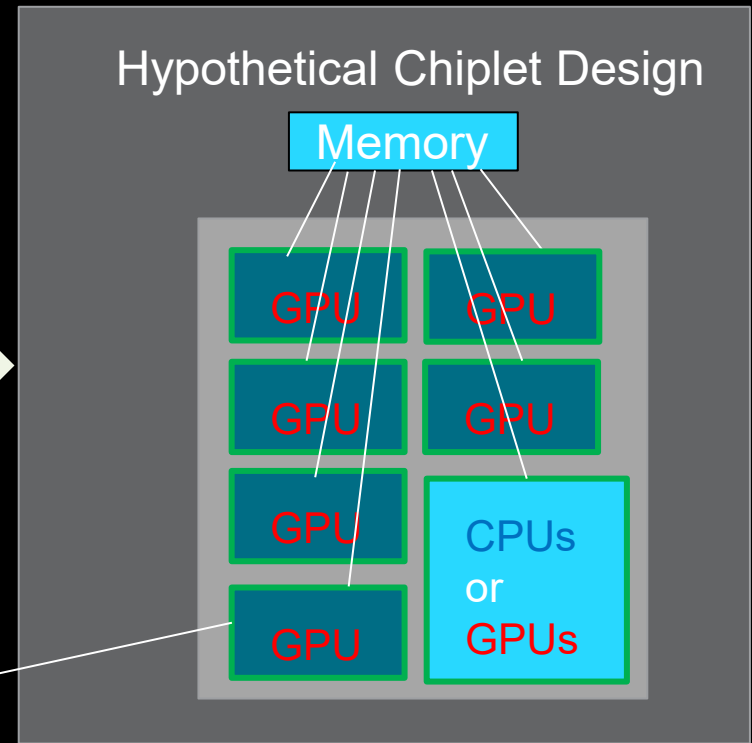 Hypothetical Chiplet Design
Memory
GPU GPU
GPU GPU
GPU
CPUs
or
GPUs
GPU